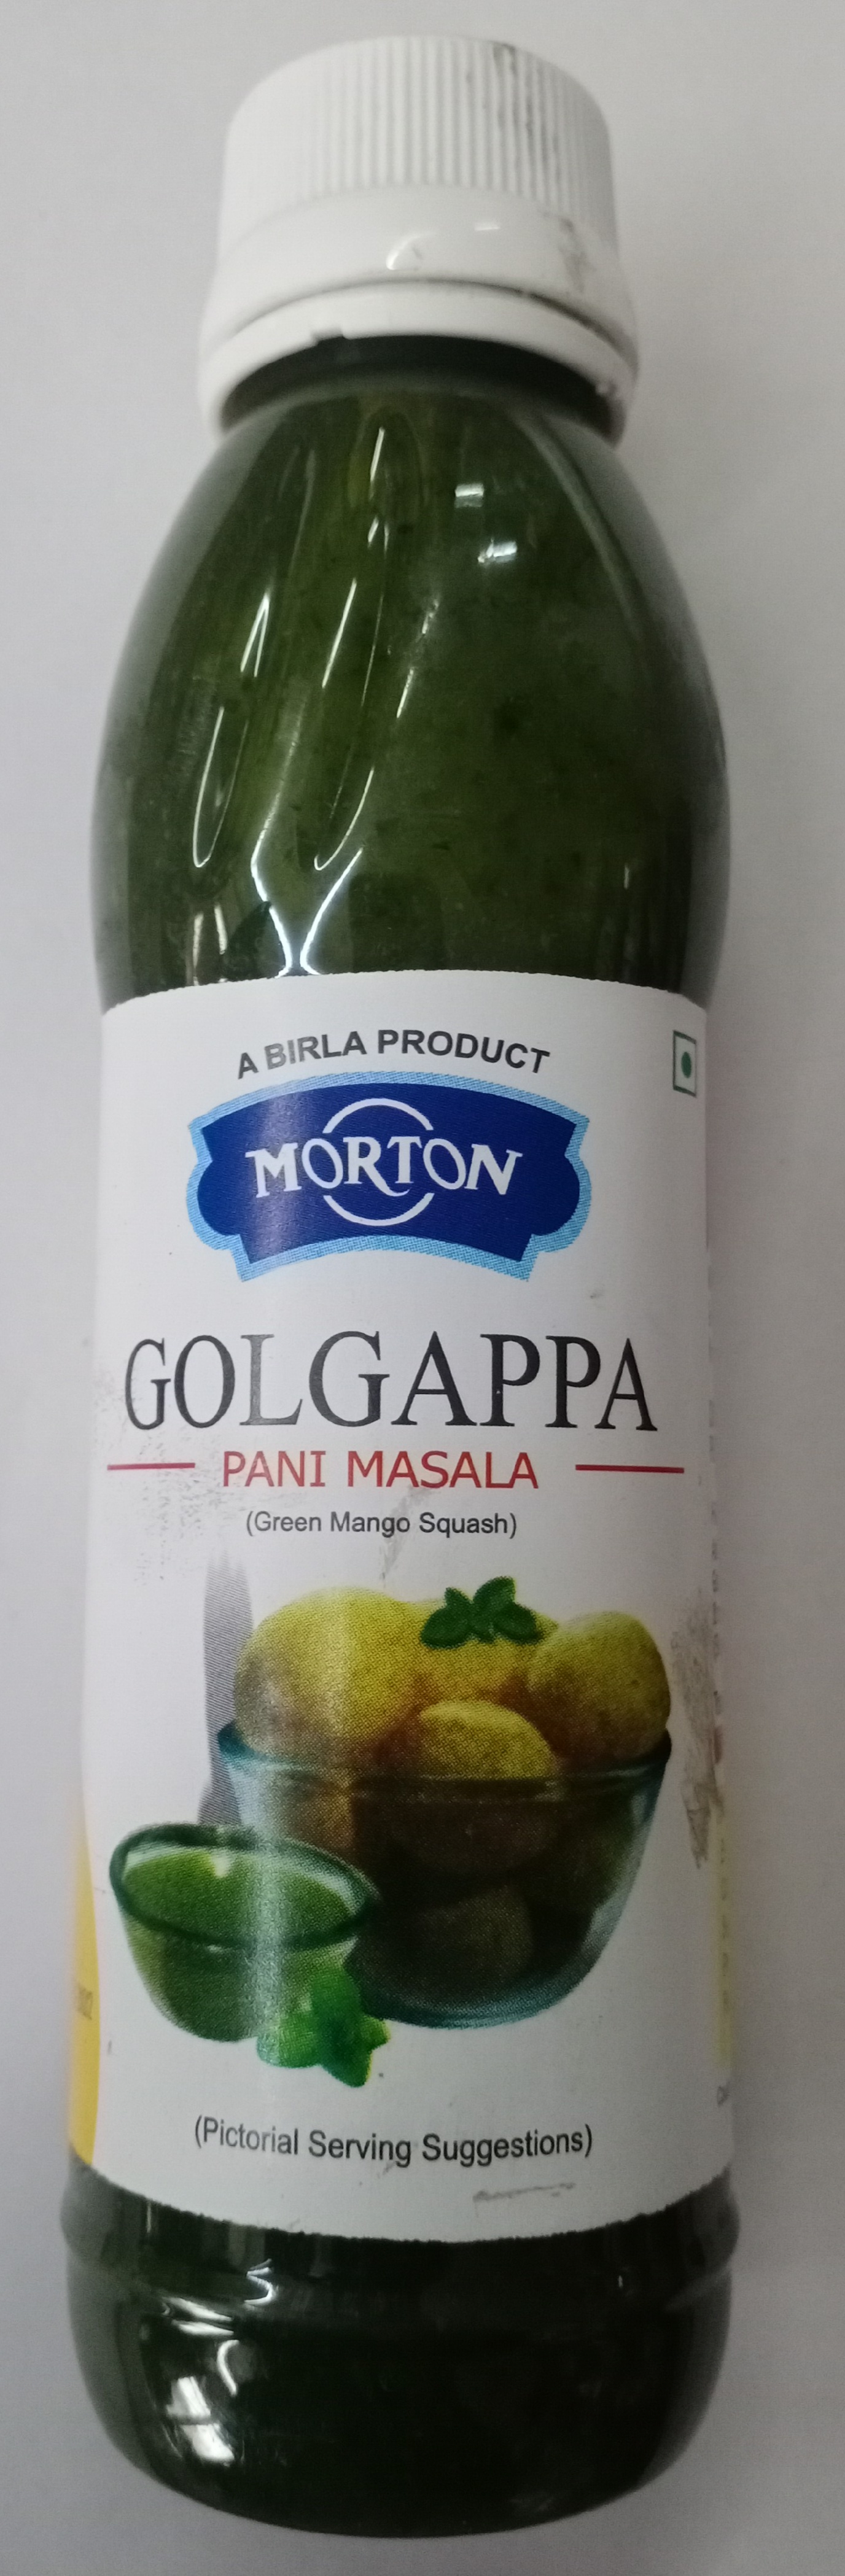 A BIRLA PRODUCT
MORTON
GOLGAPPA
PANI MASALA
(Green Mango Squash)
(Pictorial Serving Suggestions)